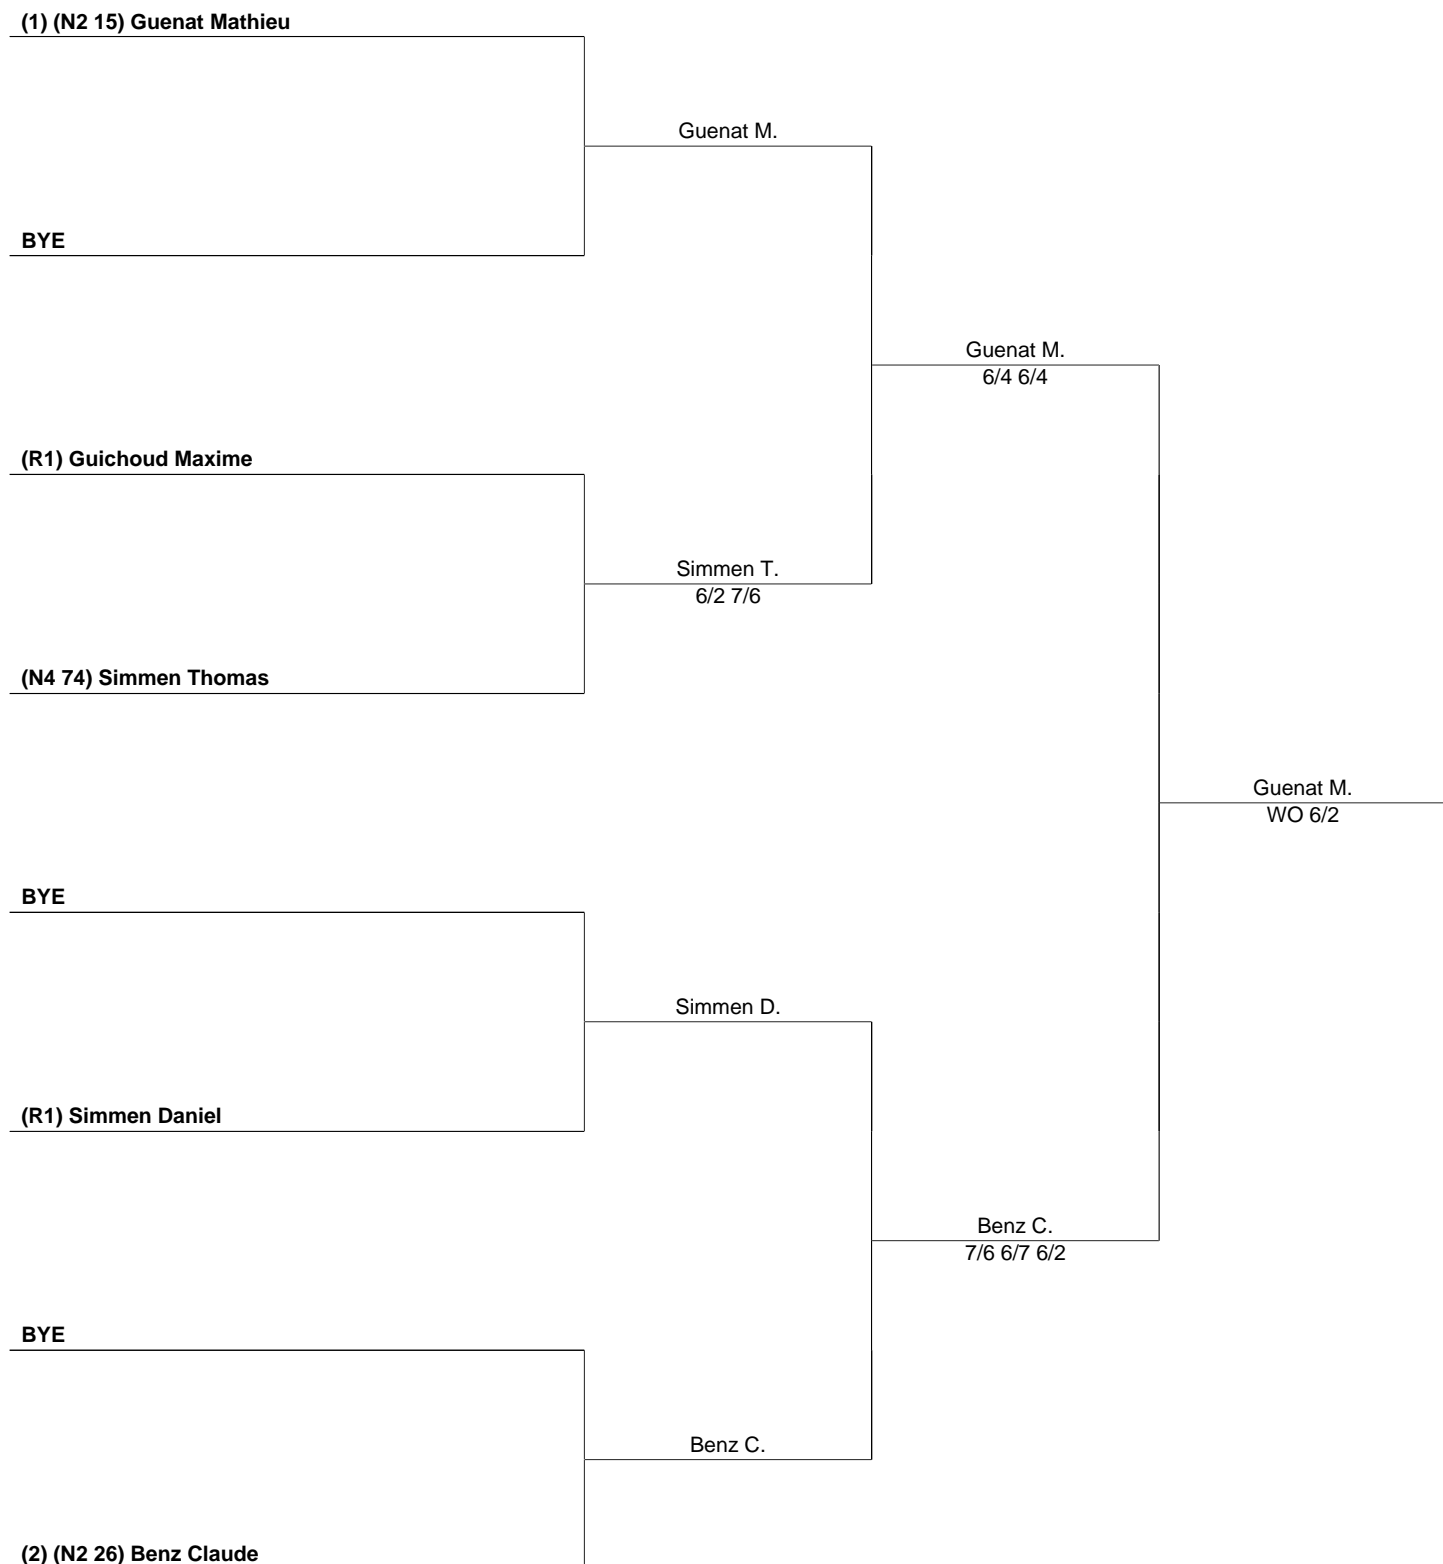 (1) (N2 15) Guenat Mathieu
Guenat M.
BYE
Guenat M.
6/4 6/4
(R1) Guichoud Maxime
Simmen T.
6/2 7/6
(N4 74) Simmen Thomas
Guenat M.
WO 6/2
BYE
Simmen D.
(R1) Simmen Daniel
Benz C.
7/6 6/7 6/2
BYE
Benz C.
(2) (N2 26) Benz Claude